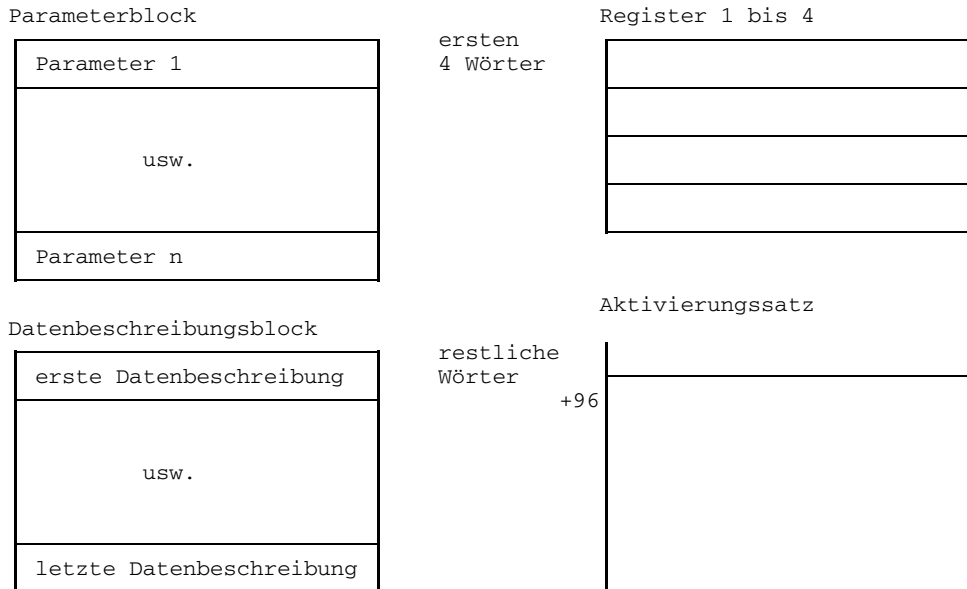 Parameterblock
Parameter 1
usw.
Parameter n
ersten
4 Wörter
Register 1 bis 4
Datenbeschreibungsblock
erste Datenbeschreibung
usw.
letzte Datenbeschreibung
restliche
Wörter
+96
Aktivierungssatz